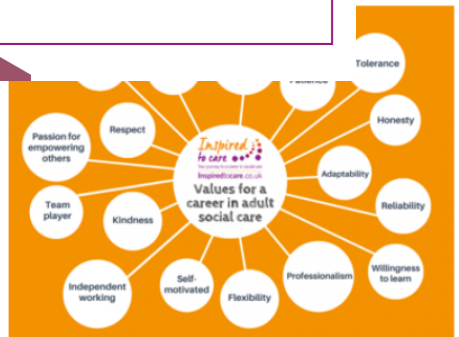 Tolerance
Honesty
Respect
Passion for
empowering
others
Inspired
to care
Inspiredtocare.co.uk
Values for a
career in adult
social care
Adaptability
Reliability
Team
player
Kindness
Willingness
to learn
Professionalism
Self-
motivated
Independent
working
Flexibility